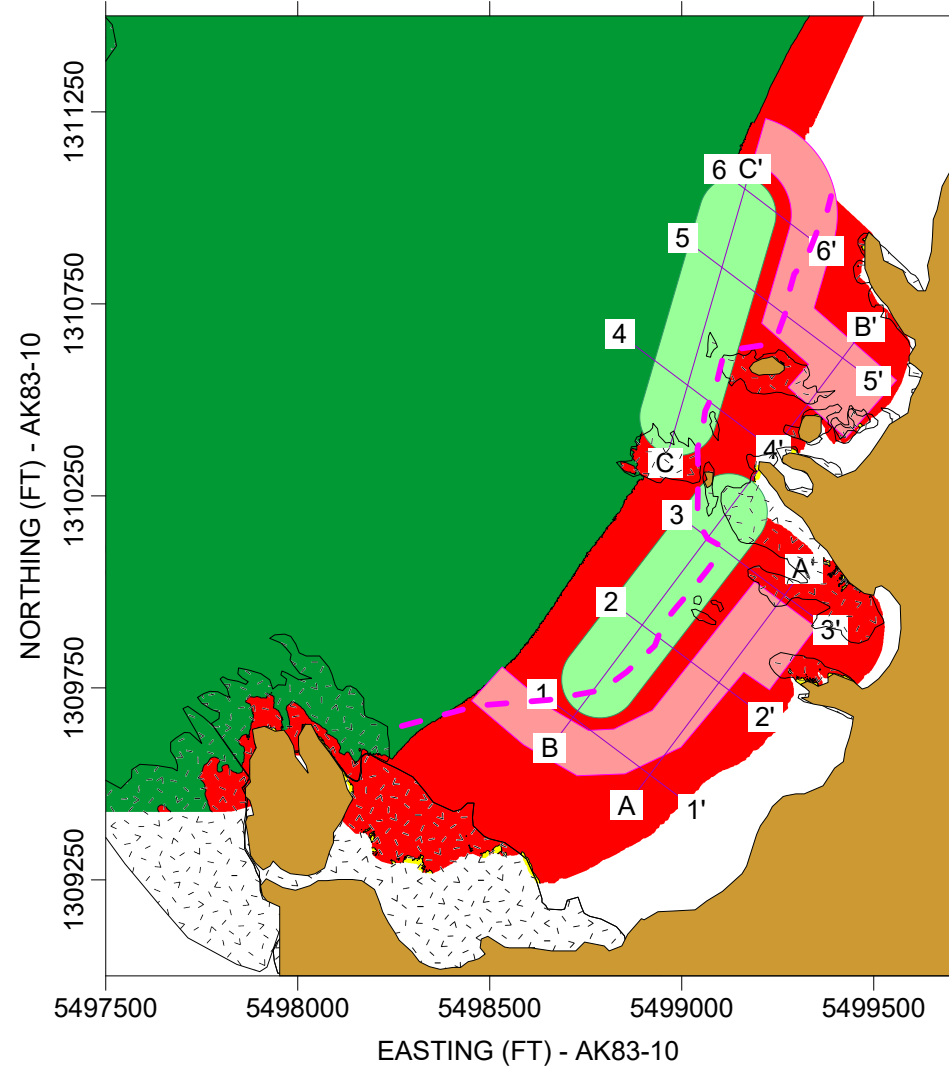 NORTHING (FT) - AK83-10
1311250
1310750
1310250
1309750
1309250
6 C'
5
6'
B'
4
5'
4'
C
3
A'
2
3'
1
2'
B
A
1'
5497500 5498000 5498500 5499000 5499500
EASTING (FT) - AK83-10